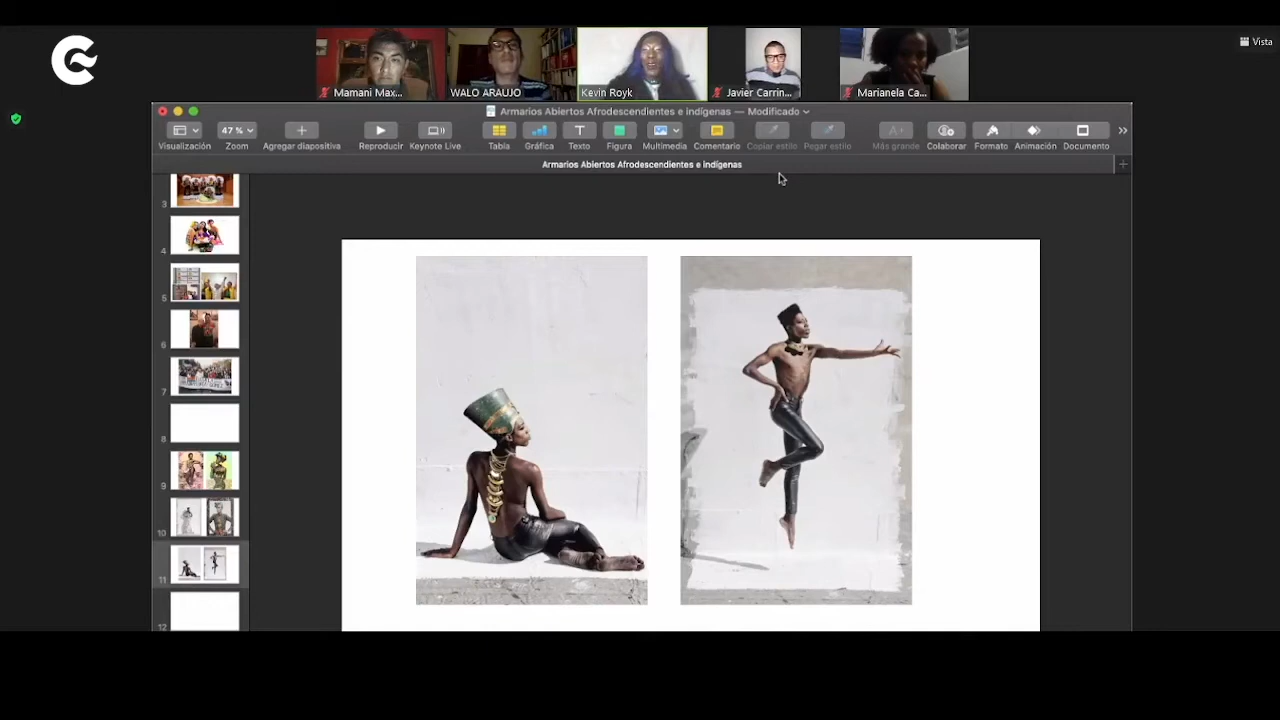 Vista
Mamani Max...
WALO ARAUJO
Kevin Royk
Javier Carrin...
Marianela Ca...
Armarios Abiertos Afrodescendientes e indígenas — Modificado
47 %
Visualización
Zoom
Agregar diapositiva
Reproducir
Keynote Live
Tabla
Gráfica
Texto
Figura
Multimedia
Comentario
Copiar estilo
Pegar estilo
Más grande
Colaborar
Formato
Animación
Documento
Armarios Abiertos Afrodescendientes e indígenas
3
4
5
6
7
8
9
10
11
12